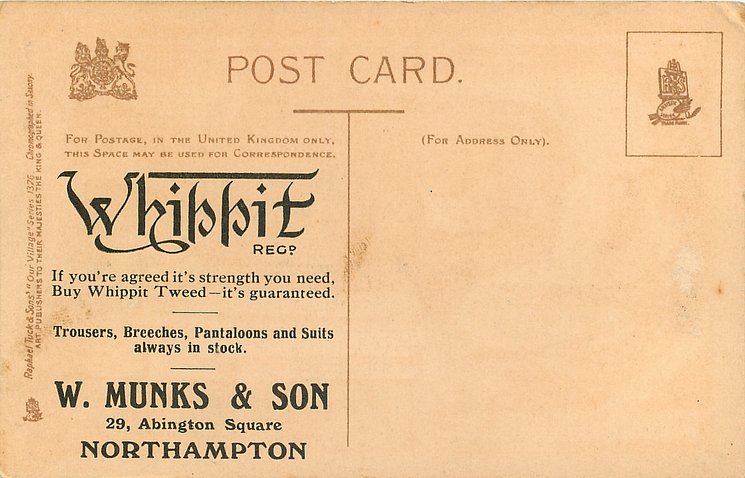 POST CARD.
FOR POSTAGE, IN THE UNITED KINGDOM ONLY,
THIS SPACE MAY BE USED FOR CORRESPONDENCE.
(FOR ADDRESS ONLY).
Whippit
REGD
If you're agreed it's strength you need,
Buy Whippit Tweed—it's guaranteed.
Trousers, Breeches, Pantaloons and Suits
always in stock.
W. MUNKS & SON
29, Abington Square
NORTHAMPTON
Raphael Tuck & Sons' "Our Village" Series 1376 Chromographed in Saxony.
ART PUBLISHERS TO THEIR MAJESTIES THE KING & QUEEN.
TRADE MARK.